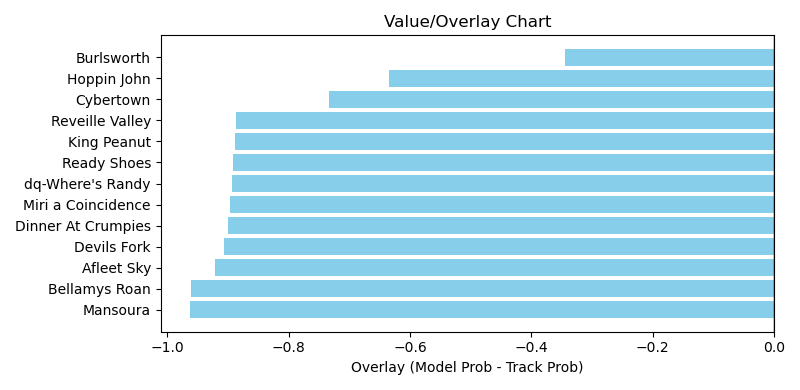 Value/Overlay Chart
Burlsworth
Hoppin John
Cybertown
Reveille Valley
King Peanut
Ready Shoes
dq-Where's Randy
Miri a Coincidence
Dinner At Crumpies
Devils Fork
Afleet Sky
Bellamys Roan
Mansoura
−1.0 −0.8 −0.6 −0.4 −0.2 0.0
Overlay (Model Prob - Track Prob)